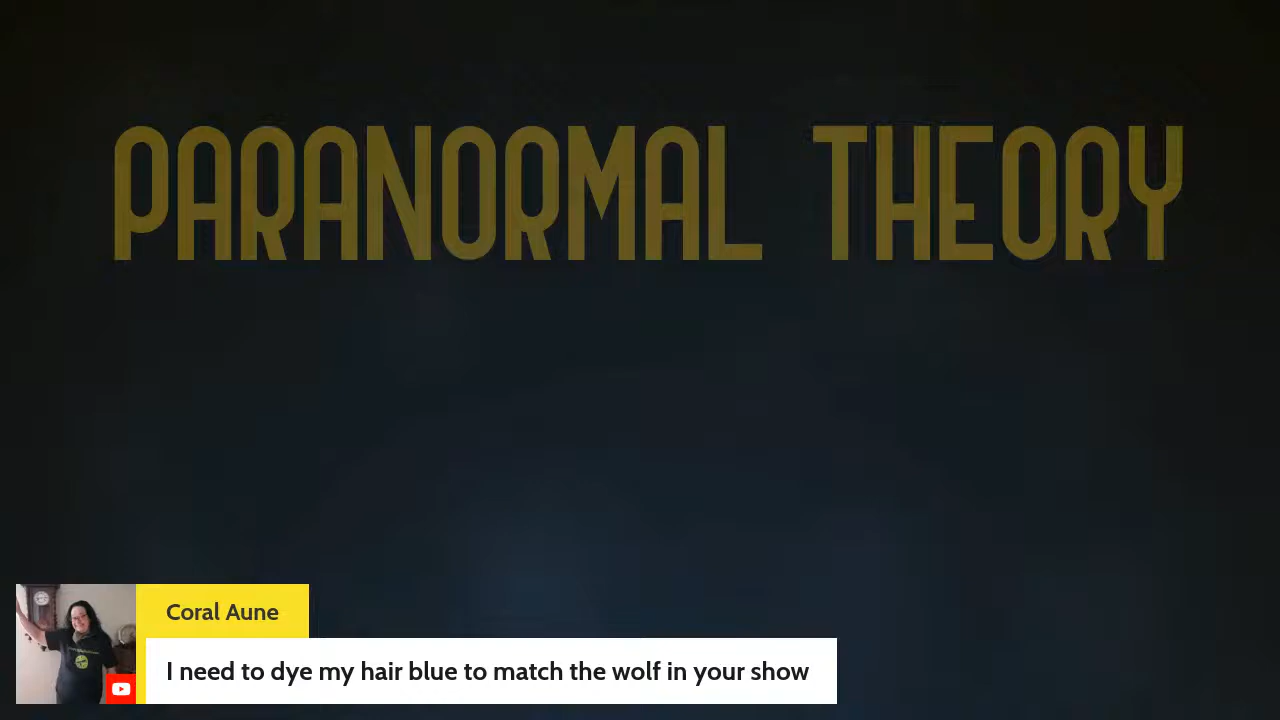 PARANORMAL THEORY
Coral Aune
I need to dye my hair blue to match the wolf in your show